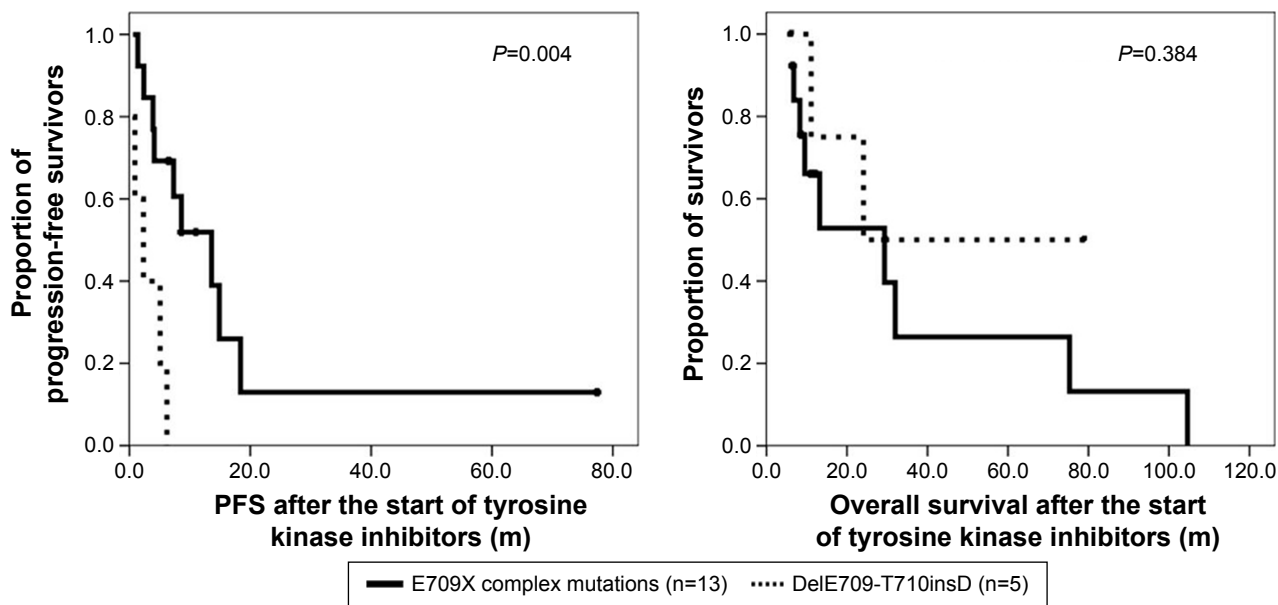 P=0.004
1.0
0.8
0.6
0.4
0.2
0.0
0.0
20.0
40.0
60.0
80.0
Proportion of
progression-free survivors
PFS after the start of tyrosine
kinase inhibitors (m)
P=0.384
1.0
0.8
0.6
0.4
0.2
0.0
0.0
20.0
40.0
60.0
80.0
100.0
120.0
Proportion of survivors
Overall survival after the start
of tyrosine kinase inhibitors (m)
E709X complex mutations (n=13)
DelE709-T710insD (n=5)